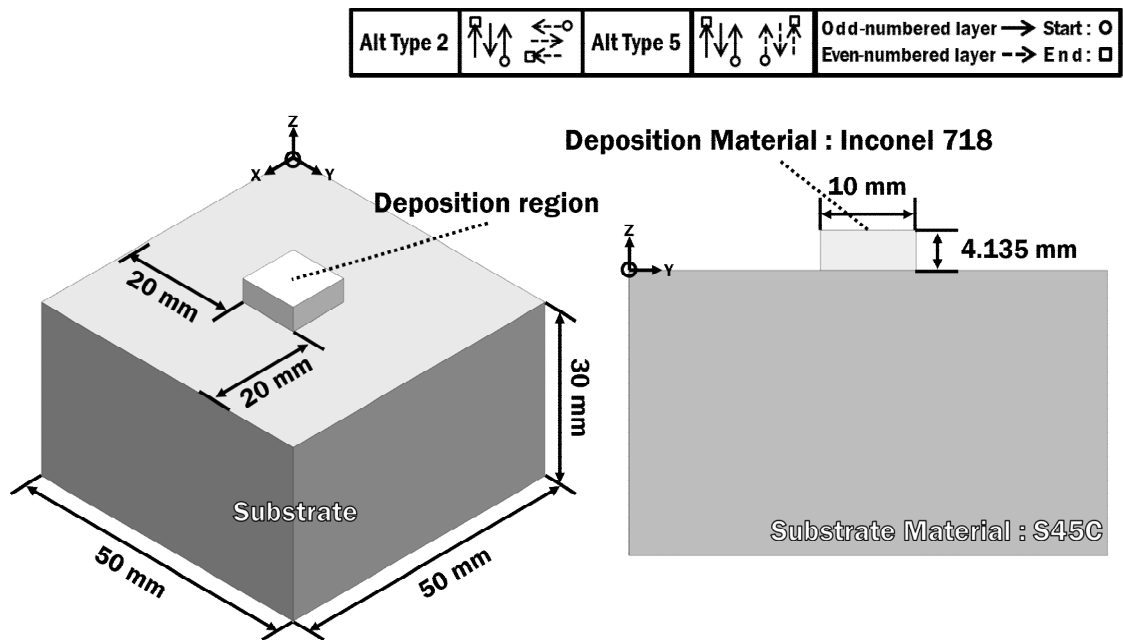 Alt Type 2
Alt Type 5
Odd-numbered layer Start : 
Even-numbered layer End :
Deposition Material : Inconel 718
Z
X
Y
Deposition region
10 mm
Z
Y
4.135 mm
20 mm
20 mm
30 mm
Substrate
Substrate Material : S45C
50 mm
50 mm